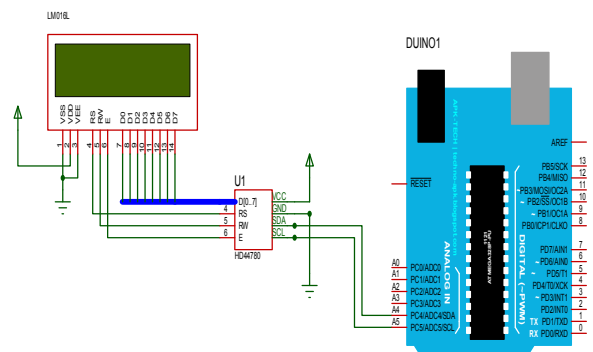 LM016L
VSS
VDD
VEE
RS
RW
E
D0
D1
D2
D3
D4
D5
D6
D7
1
2
3
4
5
6
7
8
9
10
11
12
13
14
U1
D[0..7]
4 RS
5 RW
6 E
VCC
GND
SDA
SCL
HD44780
DUINO1
RESET
AREF
PB5/SCK 13
PB4/MISO 12
~PB3/MOSI/OC2A 11
~ PB2/SS/OC1B 10
~ PB1/OC1A 9
PB0/ICP1/CLKO 8
PD7/AIN1 7
~ PD6/AIN0 6
~ PD5/T1 5
PD4/T0/XCK 4
~ PD3/INT1 3
PD2/INT0 2
TX PD1/TXD 1
RX PD0/RXD 0
A0 PC0/ADC0
A1 PC1/ADC1
A2 PC2/ADC2
A3 PC3/ADC3
A4 PC4/ADC4/SDA
A5 PC5/ADC5/SCL
ANALOG IN
DIGITAL (~PWM)
ATMEGA328P-PU
1121